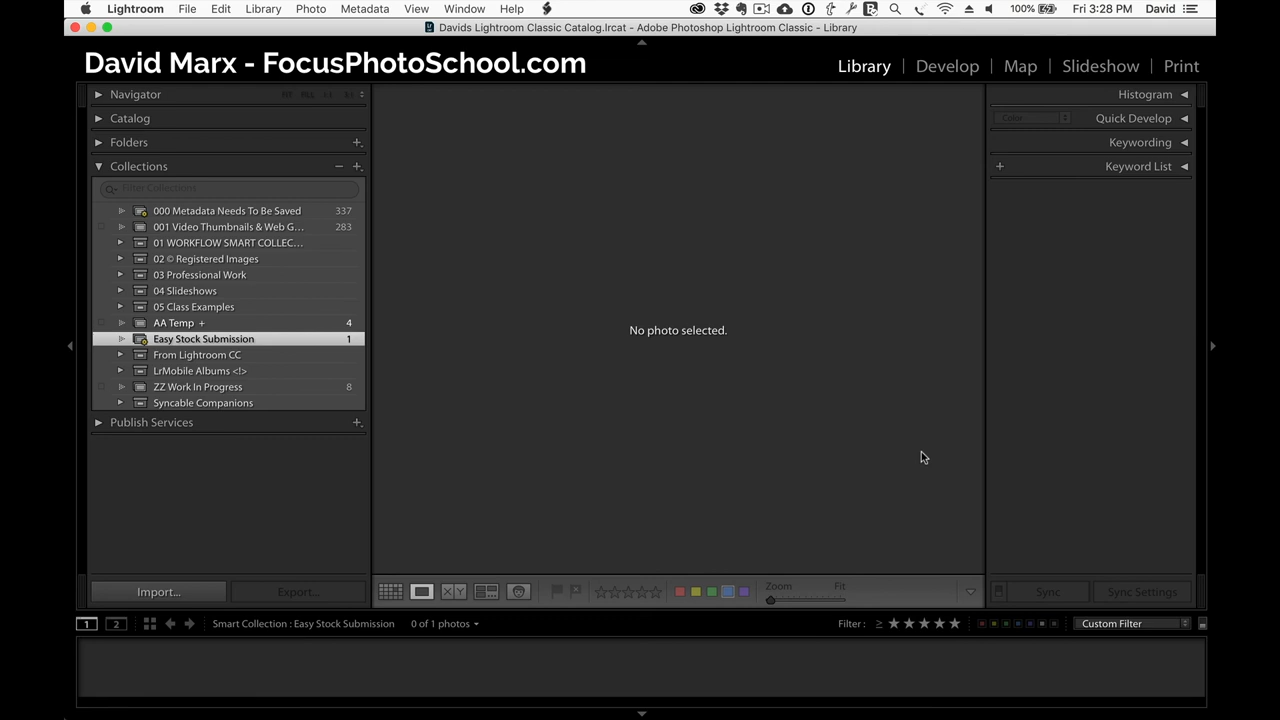 Lightroom File Edit Library Photo Metadata View Window Help 100% Fri 3:28 PM David
Davids Lightroom Classic Catalog.lrcat - Adobe Photoshop Lightroom Classic - Library
David Marx - FocusPhotoSchool.com
Library | Develop | Map | Slideshow | Print
Navigator
Catalog
Folders
Collections
Filter Collections
000 Metadata Needs To Be Saved 337
001 Video Thumbnails & Web G... 283
01 WORKFLOW SMART COLLEC...
02 © Registered Images
03 Professional Work
04 Slideshows
05 Class Examples
AA Temp + 4
Easy Stock Submission 1
From Lightroom CC
LrMobile Albums <!>
ZZ Work In Progress 8
Syncable Companions
Publish Services
Import...
Export...
No photo selected.
Histogram
Color
Quick Develop
Keywording
Keyword List
Zoom Fit
Sync
Sync Settings
1 2
Smart Collection : Easy Stock Submission 0 of 1 photos
Filter : ≥ ★★★★★
Custom Filter